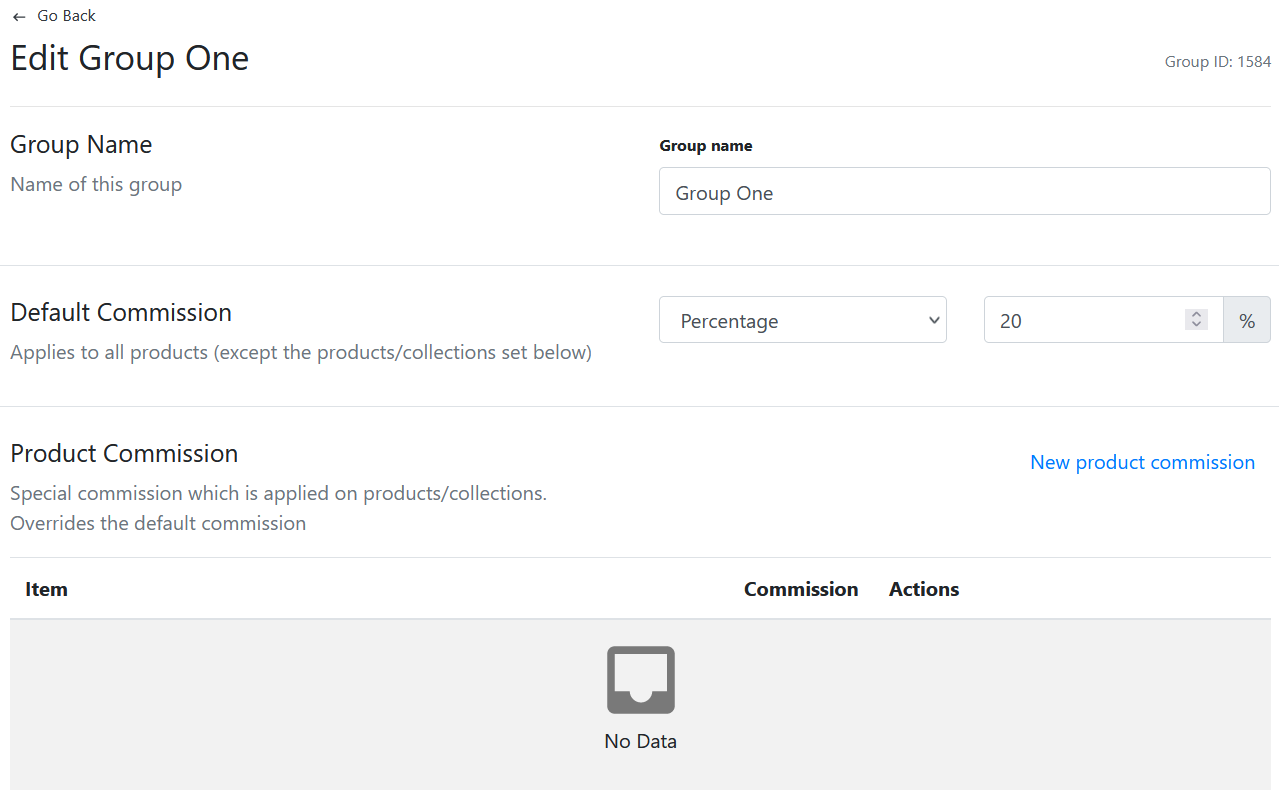 ← Go Back
Edit Group One
Group ID: 1584
Group Name
Name of this group
Group name
Group One
Default Commission
Applies to all products (except the products/collections set below)
Percentage
20
%
Product Commission
Special commission which is applied on products/collections.
Overrides the default commission
New product commission
Item Commission Actions
No Data